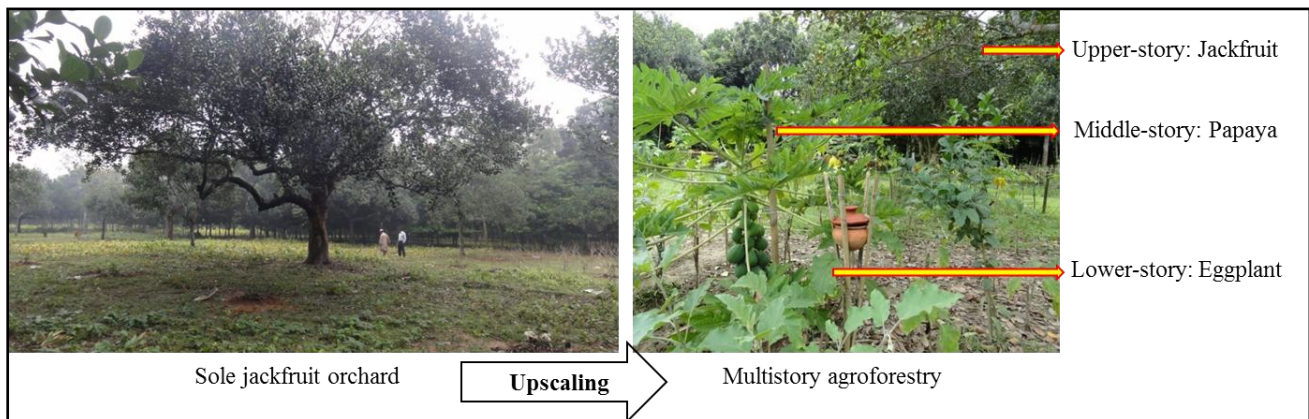 Upper-story: Jackfruit
Middle-story: Papaya
Lower-story: Eggplant
Sole jackfruit orchard
Upscaling
Multistory agroforestry